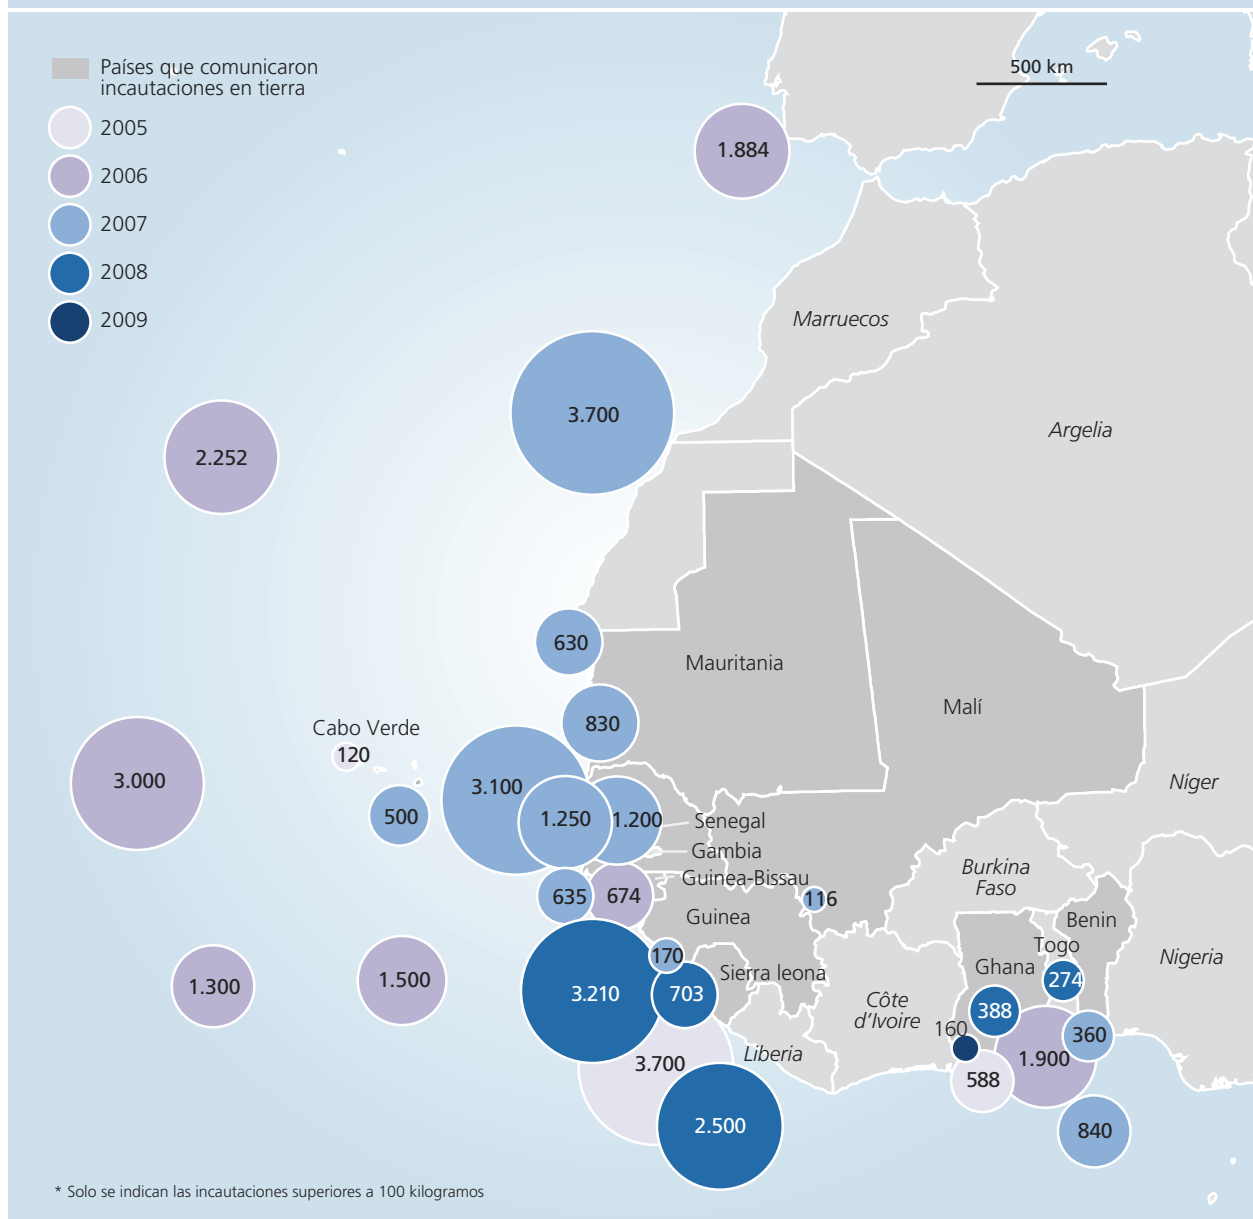 Países que comunicaron
incautaciones en tierra
2005
2006
2007
2008
2009
500 km
1.884
Marruecos
3.700
Argelia
2.252
630
Mauritania
Malí
830
Cabo Verde
120
3.000
3.100
500
1.250
1.200
Senegal
Níger
Gambia
Burkina
Faso
Guinea-Bissau
635
674
116
Guinea
Benin
Togo
170
Ghana
Nigeria
1.300
1.500
Sierra leona
3.210
703
274
Côte
d’Ivoire
388
160
360
Liberia
3.700
1.900
588
2.500
840
* Solo se indican las incautaciones superiores a 100 kilogramos